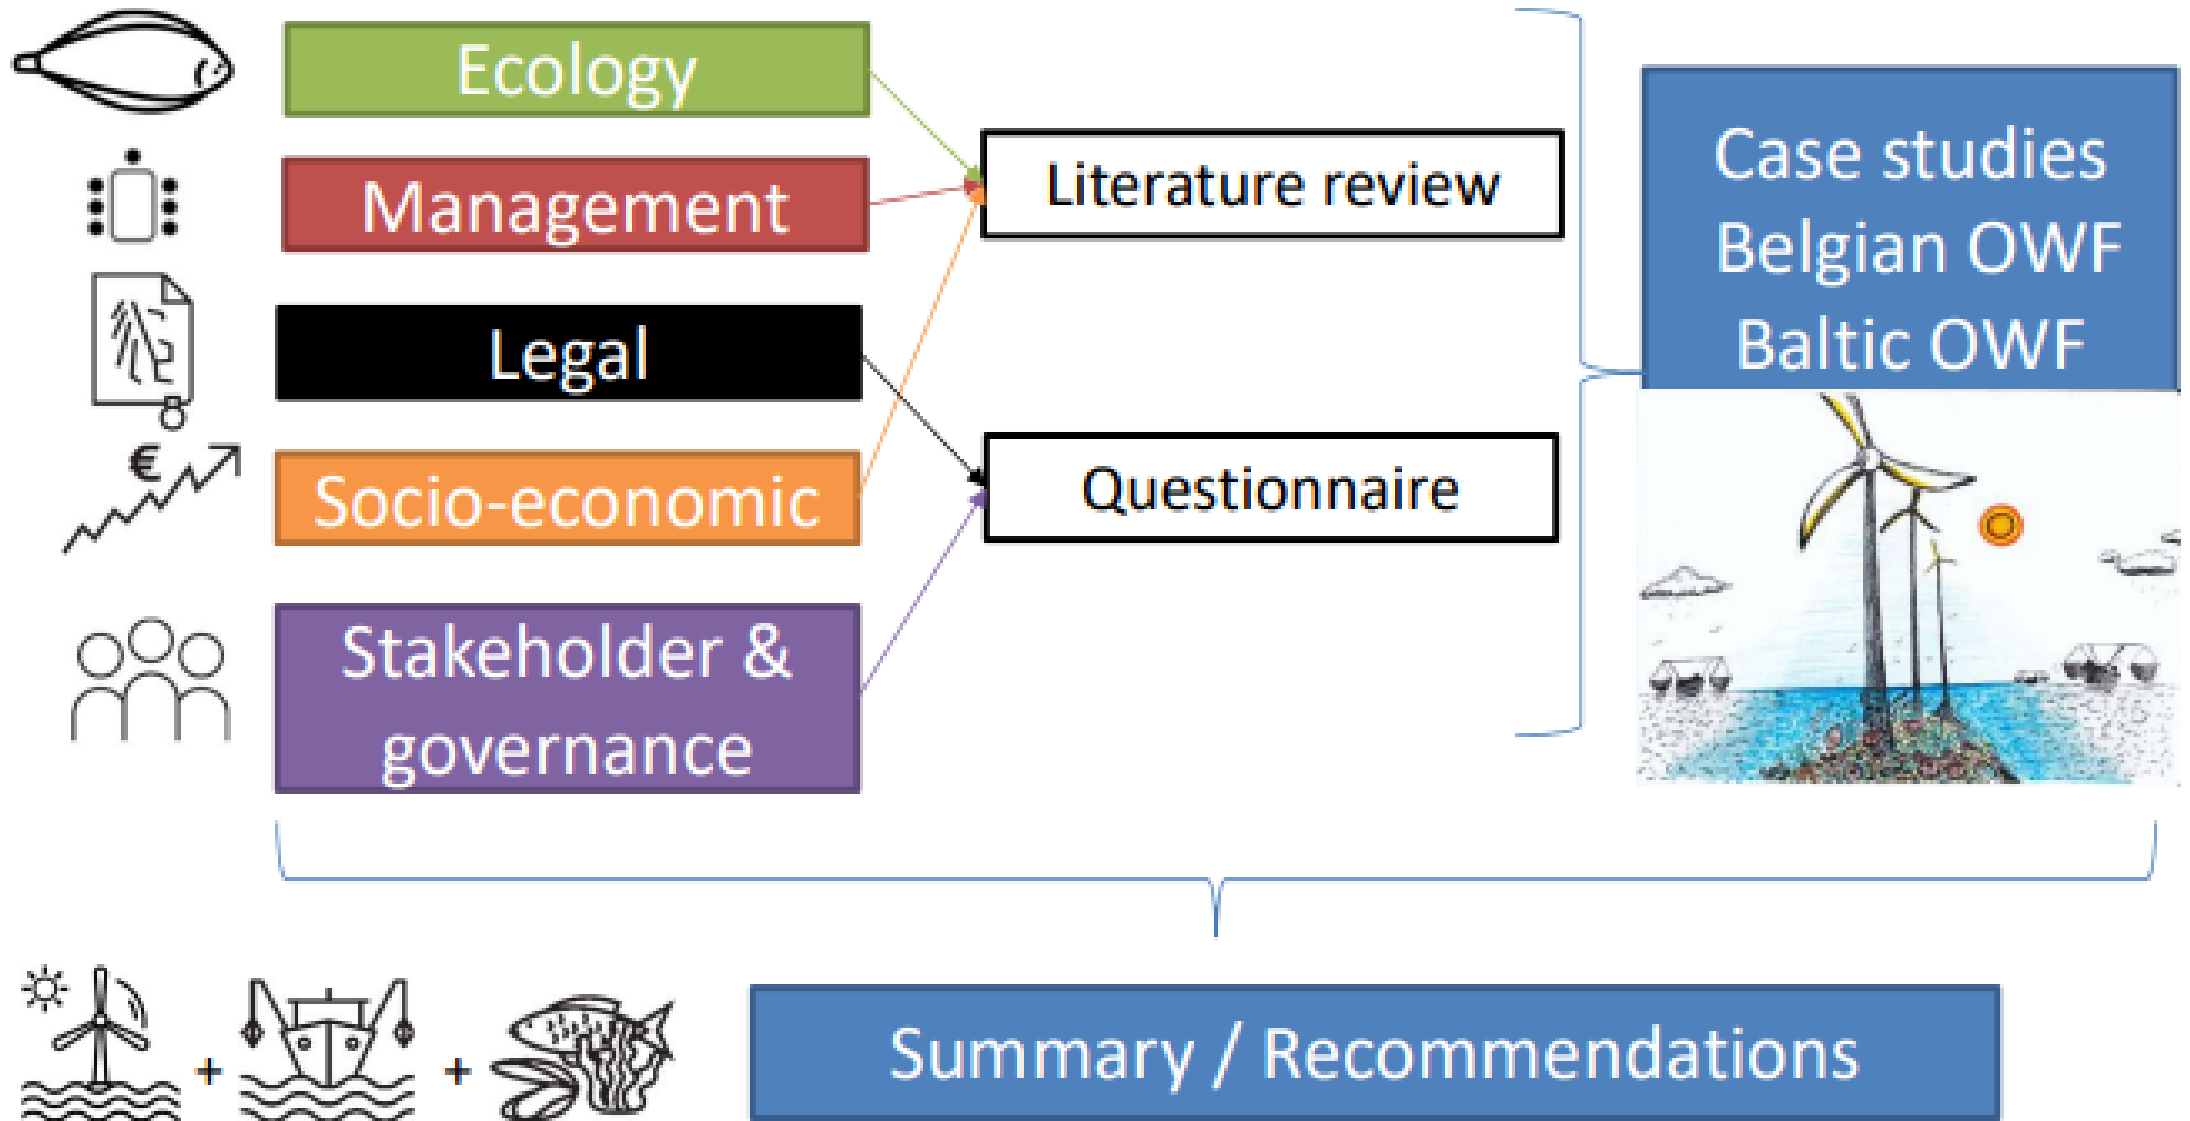 Ecology
Management
Legal
€
Socio-economic
Stakeholder &
governance
Literature review
Questionnaire
Case studies
Belgian OWF
Baltic OWF
+
+
Summary / Recommendations